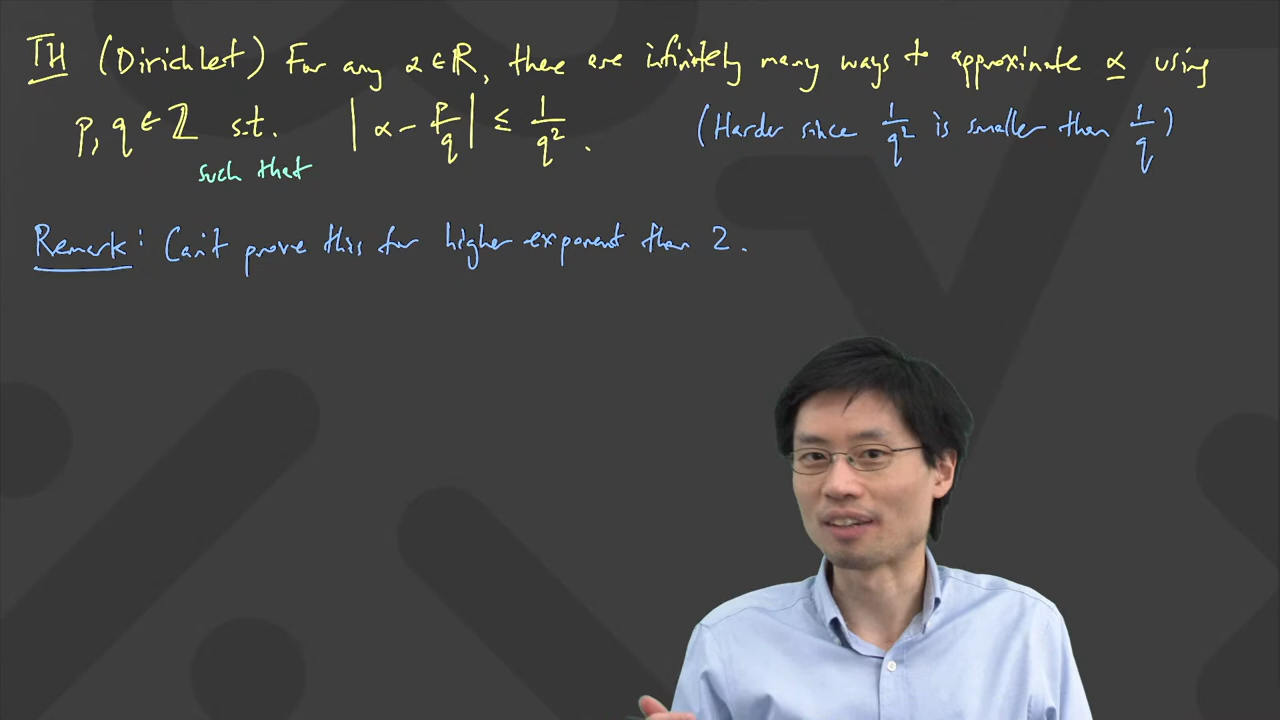 TH (Dirichlet) For any α ∈ ℝ, there are infinitely many ways to approximate α using
p, q ∈ ℤ s.t. |α - p/q| ≤ 1/q². (Harder since 1/q² is smaller than 1/q)
such that
Remark: Can't prove this for higher exponent than 2.